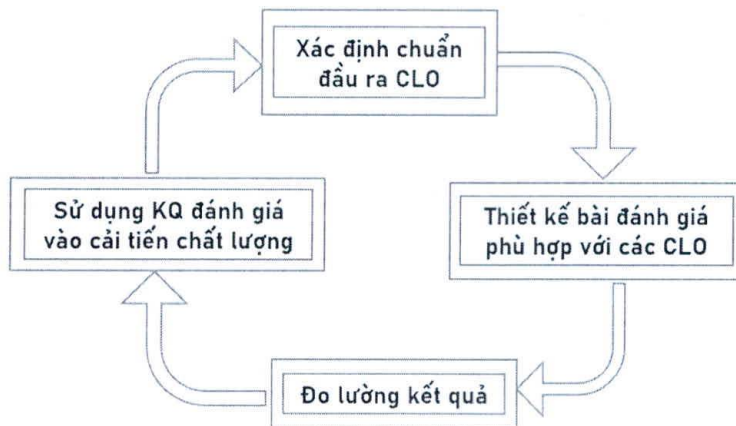 Xác định chuẩn
đầu ra CLO
Thiết kế bài đánh giá
phù hợp với các CLO
Đo lường kết quả
Sử dụng KQ đánh giá
vào cải tiến chất lượng